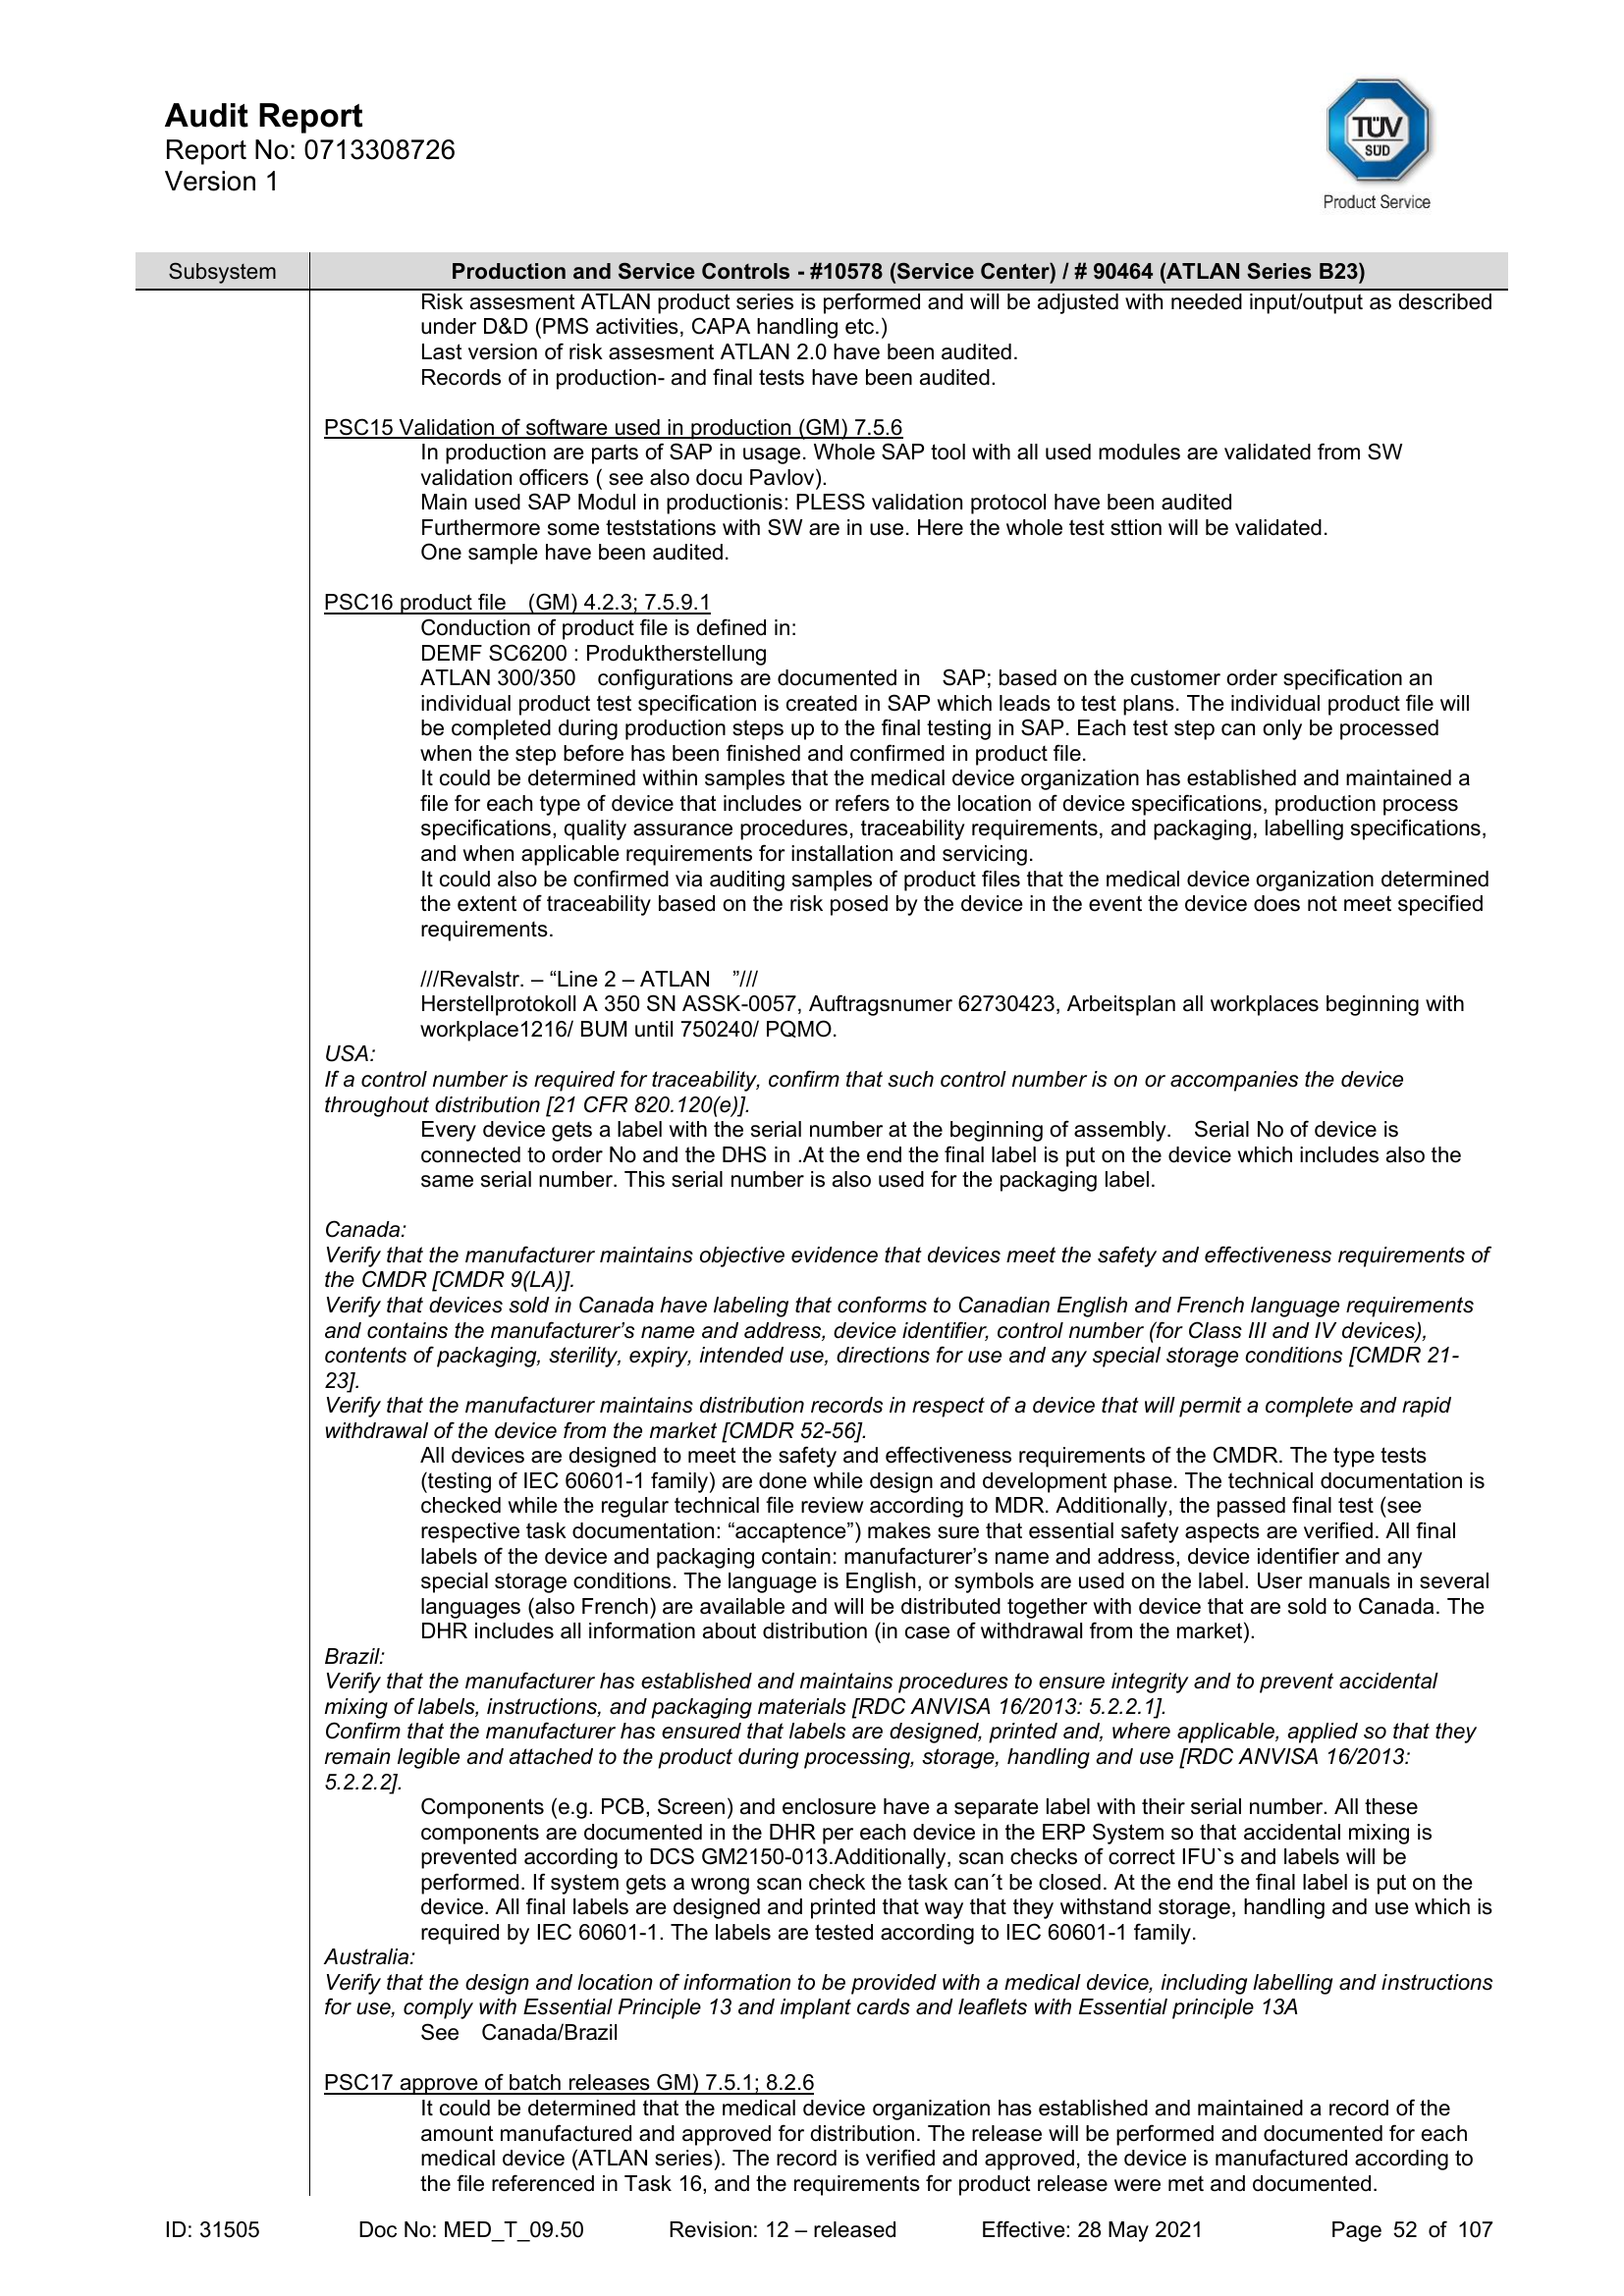 Audit Report
Report No: 0713308726
Version 1
TÜV
SÜD
Product Service
Subsystem Production and Service Controls - #10578 (Service Center) / # 90464 (ATLAN Series B23)
Risk assesment ATLAN product series is performed and will be adjusted with needed input/output as described
under D&D (PMS activities, CAPA handling etc.)
Last version of risk assesment ATLAN 2.0 have been audited.
Records of in production- and final tests have been audited.
PSC15 Validation of software used in production (GM) 7.5.6
In production are parts of SAP in usage. Whole SAP tool with all used modules are validated from SW
validation officers ( see also docu Pavlov).
Main used SAP Modul in productionis: PLESS validation protocol have been audited
Furthermore some teststations with SW are in use. Here the whole test sttion will be validated.
One sample have been audited.
PSC16 product file (GM) 4.2.3; 7.5.9.1
Conduction of product file is defined in:
DEMF SC6200 : Produktherstellung
ATLAN 300/350 configurations are documented in SAP; based on the customer order specification an
individual product test specification is created in SAP which leads to test plans. The individual product file will
be completed during production steps up to the final testing in SAP. Each test step can only be processed
when the step before has been finished and confirmed in product file.
It could be determined within samples that the medical device organization has established and maintained a
file for each type of device that includes or refers to the location of device specifications, production process
specifications, quality assurance procedures, traceability requirements, and packaging, labelling specifications,
and when applicable requirements for installation and servicing.
It could also be confirmed via auditing samples of product files that the medical device organization determined
the extent of traceability based on the risk posed by the device in the event the device does not meet specified
requirements.
///Revalstr. – “Line 2 – ATLAN ”///
Herstellprotokoll A 350 SN ASSK-0057, Auftragsnumer 62730423, Arbeitsplan all workplaces beginning with
workplace1216/ BUM until 750240/ PQMO.
USA:
If a control number is required for traceability, confirm that such control number is on or accompanies the device
throughout distribution [21 CFR 820.120(e)].
Every device gets a label with the serial number at the beginning of assembly. Serial No of device is
connected to order No and the DHS in .At the end the final label is put on the device which includes also the
same serial number. This serial number is also used for the packaging label.
Canada:
Verify that the manufacturer maintains objective evidence that devices meet the safety and effectiveness requirements of
the CMDR [CMDR 9(LA)].
Verify that devices sold in Canada have labeling that conforms to Canadian English and French language requirements
and contains the manufacturer’s name and address, device identifier, control number (for Class III and IV devices),
contents of packaging, sterility, expiry, intended use, directions for use and any special storage conditions [CMDR 21-
23].
Verify that the manufacturer maintains distribution records in respect of a device that will permit a complete and rapid
withdrawal of the device from the market [CMDR 52-56].
All devices are designed to meet the safety and effectiveness requirements of the CMDR. The type tests
(testing of IEC 60601-1 family) are done while design and development phase. The technical documentation is
checked while the regular technical file review according to MDR. Additionally, the passed final test (see
respective task documentation: “accaptence”) makes sure that essential safety aspects are verified. All final
labels of the device and packaging contain: manufacturer’s name and address, device identifier and any
special storage conditions. The language is English, or symbols are used on the label. User manuals in several
languages (also French) are available and will be distributed together with device that are sold to Canada. The
DHR includes all information about distribution (in case of withdrawal from the market).
Brazil:
Verify that the manufacturer has established and maintains procedures to ensure integrity and to prevent accidental
mixing of labels, instructions, and packaging materials [RDC ANVISA 16/2013: 5.2.2.1].
Confirm that the manufacturer has ensured that labels are designed, printed and, where applicable, applied so that they
remain legible and attached to the product during processing, storage, handling and use [RDC ANVISA 16/2013:
5.2.2.2].
Components (e.g. PCB, Screen) and enclosure have a separate label with their serial number. All these
components are documented in the DHR per each device in the ERP System so that accidental mixing is
prevented according to DCS GM2150-013.Additionally, scan checks of correct IFU`s and labels will be
performed. If system gets a wrong scan check the task can´t be closed. At the end the final label is put on the
device. All final labels are designed and printed that way that they withstand storage, handling and use which is
required by IEC 60601-1. The labels are tested according to IEC 60601-1 family.
Australia:
Verify that the design and location of information to be provided with a medical device, including labelling and instructions
for use, comply with Essential Principle 13 and implant cards and leaflets with Essential principle 13A
See Canada/Brazil
PSC17 approve of batch releases GM) 7.5.1; 8.2.6
It could be determined that the medical device organization has established and maintained a record of the
amount manufactured and approved for distribution. The release will be performed and documented for each
medical device (ATLAN series). The record is verified and approved, the device is manufactured according to
the file referenced in Task 16, and the requirements for product release were met and documented.
ID: 31505 Doc No: MED_T_09.50 Revision: 12 – released Effective: 28 May 2021 Page 52 of 107